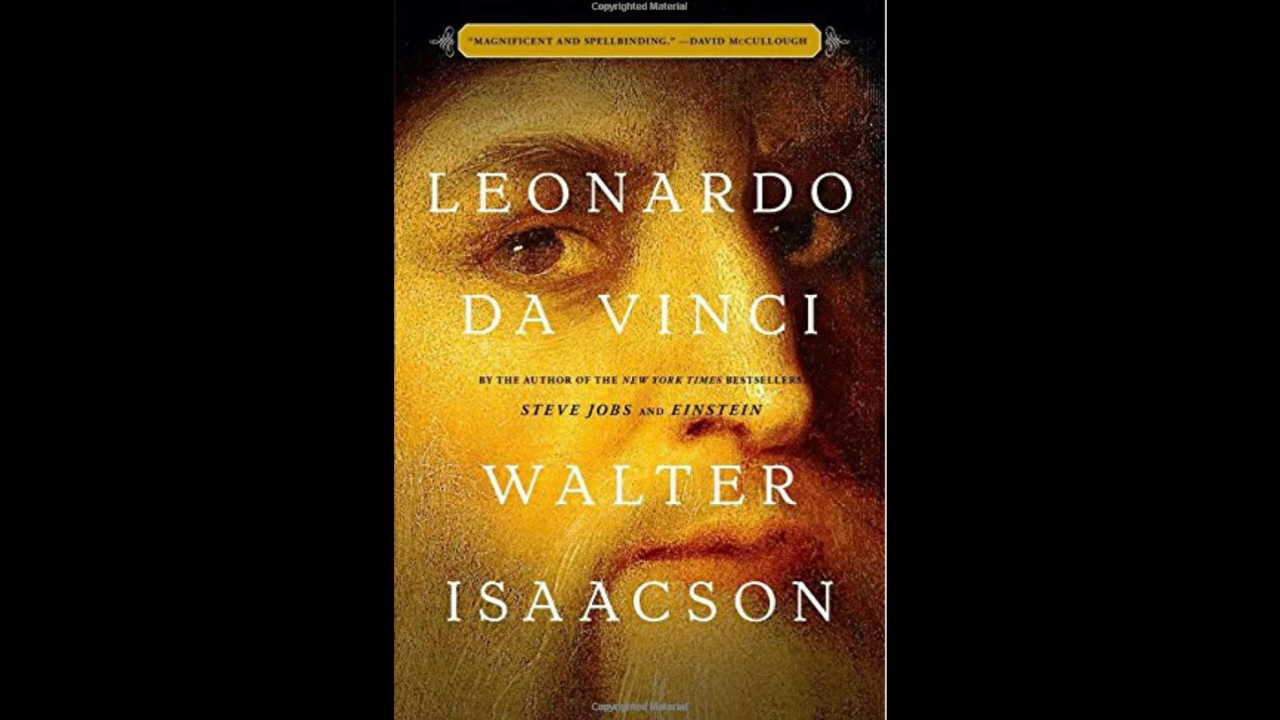 Copyrighted Material
"MAGNIFICENT AND SPELLBINDING." —DAVID McCULLOUGH
LEONARDO
DA VINCI
BY THE AUTHOR OF THE NEW YORK TIMES BESTSELLERS
STEVE JOBS AND EINSTEIN
WALTER
ISAACSON
Copyrighted Material